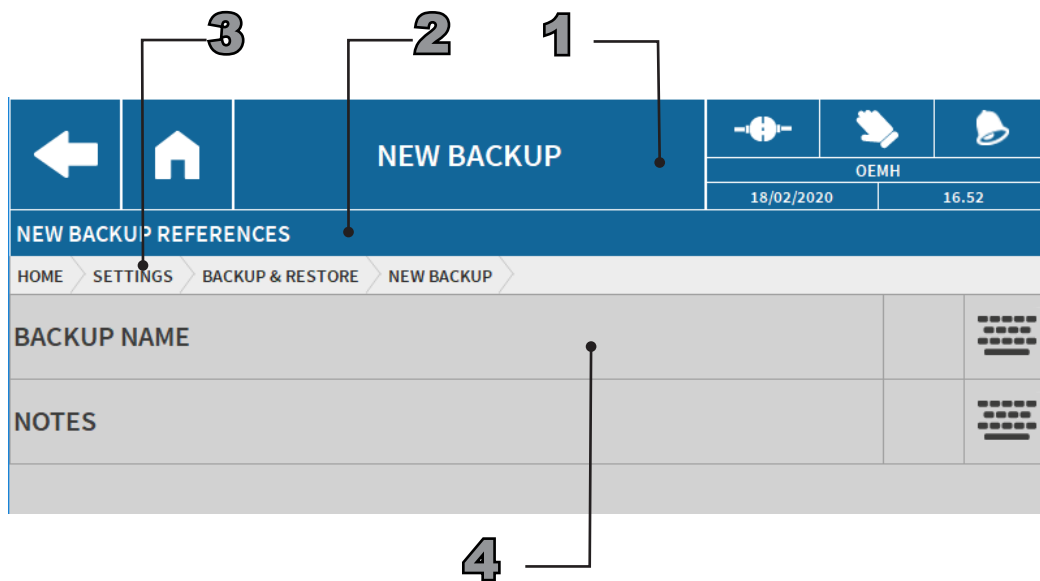 3 2 1
NEW BACKUP
OEMH
18/02/2020 16.52
NEW BACKUP REFERENCES
HOME SETTINGS BACKUP & RESTORE NEW BACKUP
BACKUP NAME
NOTES
4